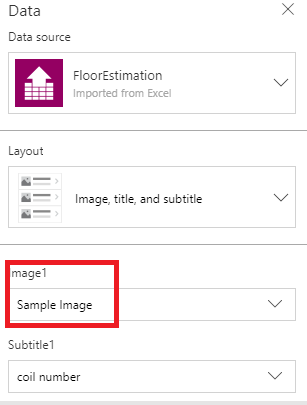 Data
Data source
FloorEstimation
Imported from Excel
Layout
Image, title, and subtitle
mage1
Sample Image
Subtitle1
coil number